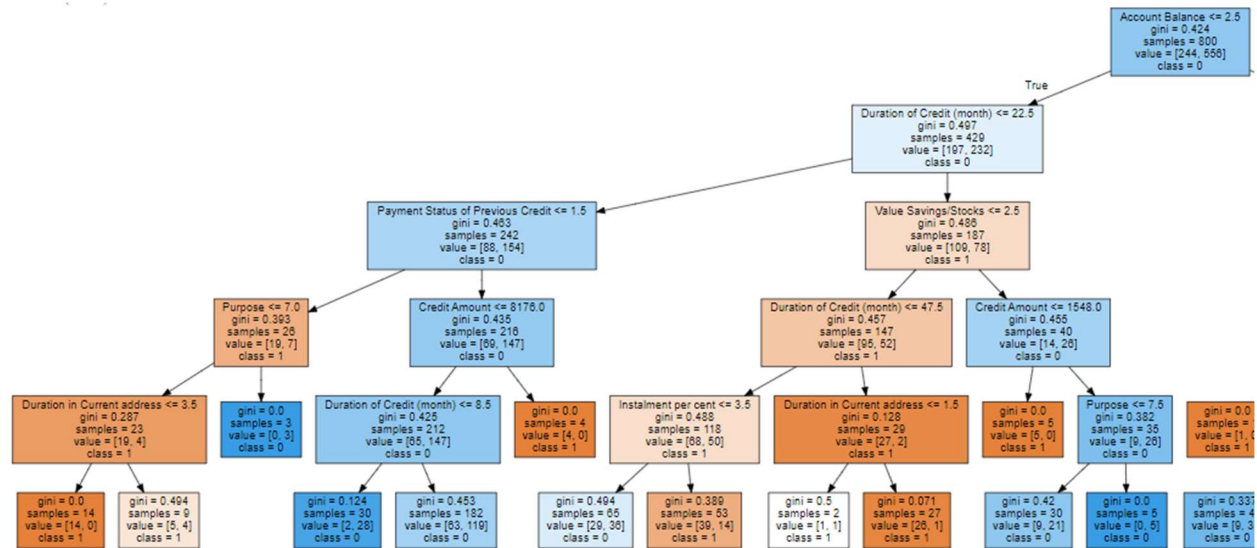 Account Balance <= 2.5
gini = 0.424
samples = 800
value = [244, 556]
class = 0
True
Duration of Credit (month) <= 22.5
gini = 0.497
samples = 429
value = [197, 232]
class = 0
Payment Status of Previous Credit <= 1.5
gini = 0.463
samples = 242
value = [88, 154]
class = 0
Value Savings/Stocks <= 2.5
gini = 0.486
samples = 187
value = [109, 78]
class = 1
Purpose <= 7.0
gini = 0.393
samples = 26
value = [19, 7]
class = 1
Credit Amount <= 8176.0
gini = 0.435
samples = 216
value = [69, 147]
class = 0
Duration of Credit (month) <= 47.5
gini = 0.457
samples = 147
value = [95, 52]
class = 1
Credit Amount <= 1548.0
gini = 0.455
samples = 40
value = [14, 26]
class = 0
Duration in Current address <= 3.5
gini = 0.287
samples = 23
value = [19, 4]
class = 1
gini = 0.0
samples = 3
value = [0, 3]
class = 0
Duration of Credit (month) <= 8.5
gini = 0.425
samples = 212
value = [65, 147]
class = 0
gini = 0.0
samples = 4
value = [4, 0]
class = 1
Instalment per cent <= 3.5
gini = 0.488
samples = 118
value = [68, 50]
class = 1
Duration in Current address <= 1.5
gini = 0.128
samples = 29
value = [27, 2]
class = 1
gini = 0.0
samples = 5
value = [5, 0]
class = 1
Purpose <= 7.5
gini = 0.382
samples = 35
value = [9, 26]
class = 0
gini = 0.0
samples =
value = [1, 0
class = 1
gini = 0.0
samples = 14
value = [14, 0]
class = 1
gini = 0.494
samples = 9
value = [5, 4]
class = 1
gini = 0.124
samples = 30
value = [2, 28]
class = 0
gini = 0.453
samples = 182
value = [63, 119]
class = 0
gini = 0.494
samples = 65
value = [29, 36]
class = 0
gini = 0.389
samples = 53
value = [39, 14]
class = 1
gini = 0.5
samples = 2
value = [1, 1]
class = 1
gini = 0.071
samples = 27
value = [26, 1]
class = 1
gini = 0.42
samples = 30
value = [9, 21]
class = 0
gini = 0.0
samples = 5
value = [0, 5]
class = 0
gini = 0.337
samples = 4
value = [9, 3
class = 0